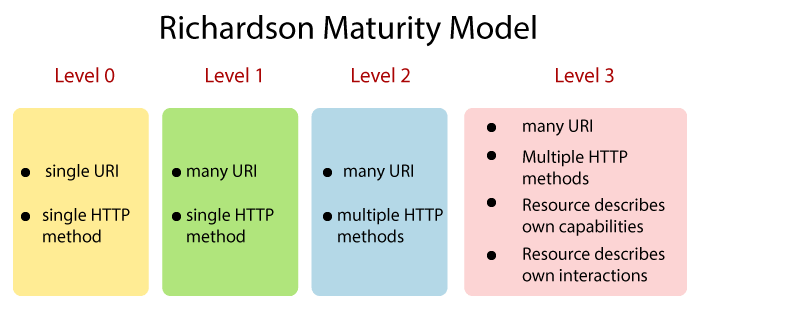 Richardson Maturity Model
Level 0
Level 1
Level 2
Level 3
• single URI
• single HTTP
method
• many URI
• single HTTP
method
• many URI
• multiple HTTP
methods
• many URI
• Multiple HTTP
methods
• Resource describes
own capabilities
• Resource describes
own interactions